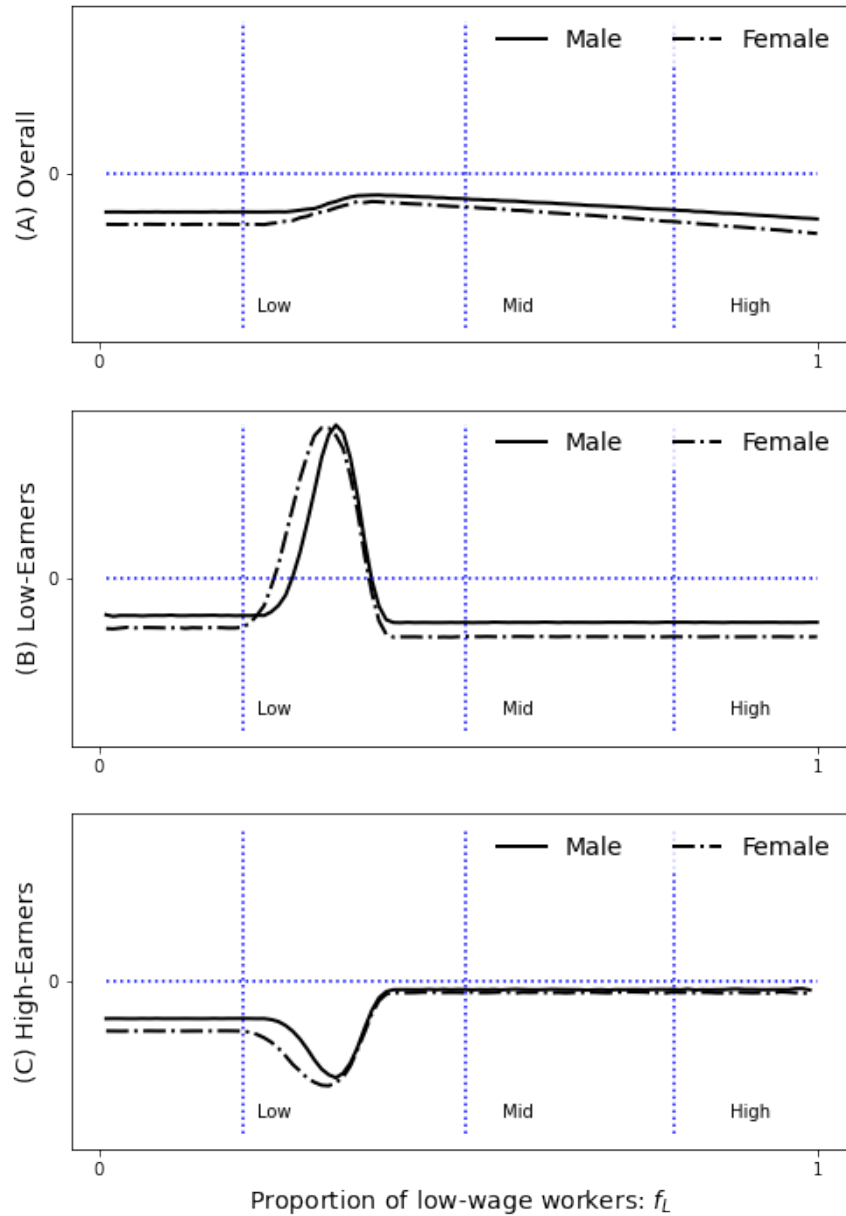 Male Female
(A) Overall
0
Low Mid High
0 1
Male Female
(B) Low-Earners
0
Low Mid High
0 1
Male Female
(C) High-Earners
0
Low Mid High
0 1
Proportion of low-wage workers: f_L